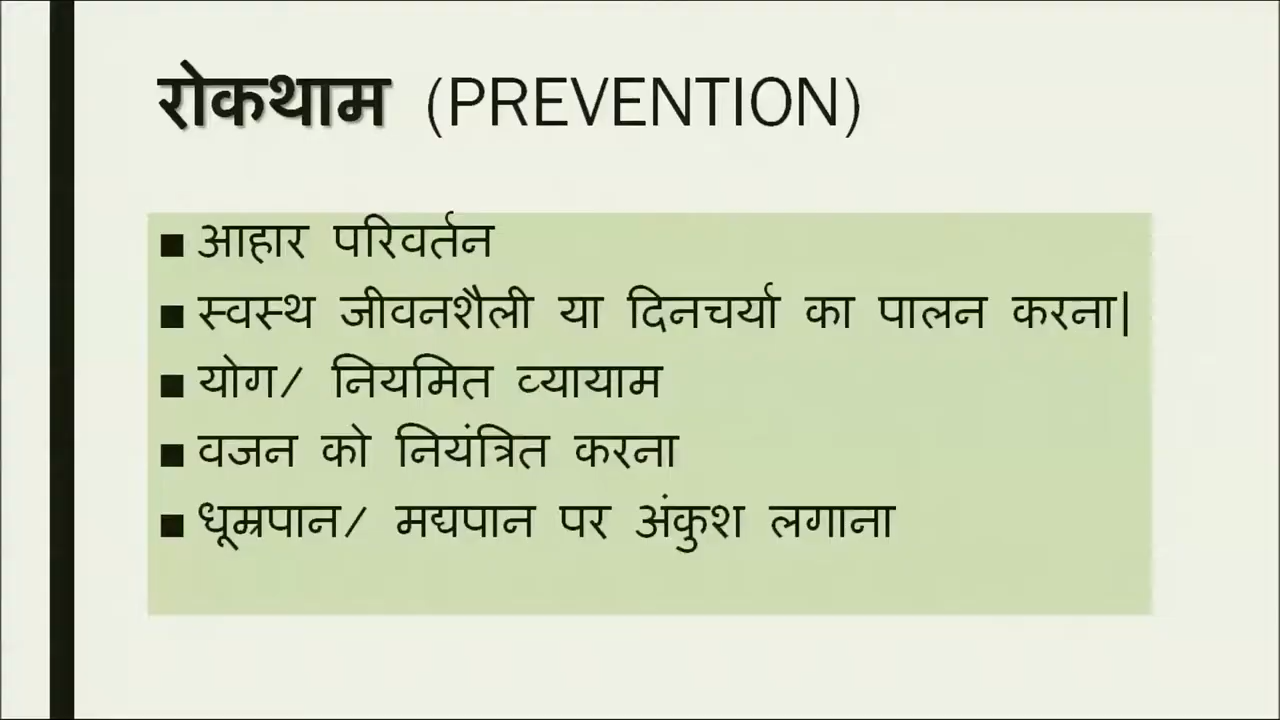 रोकथाम (PREVENTION)
■ आहार परिवर्तन
■ स्वस्थ जीवनशैली या दिनचर्या का पालन करना|
■ योग/ नियमित व्यायाम
■ वजन को नियंत्रित करना
■ धूम्रपान/ मद्यपान पर अंकुश लगाना